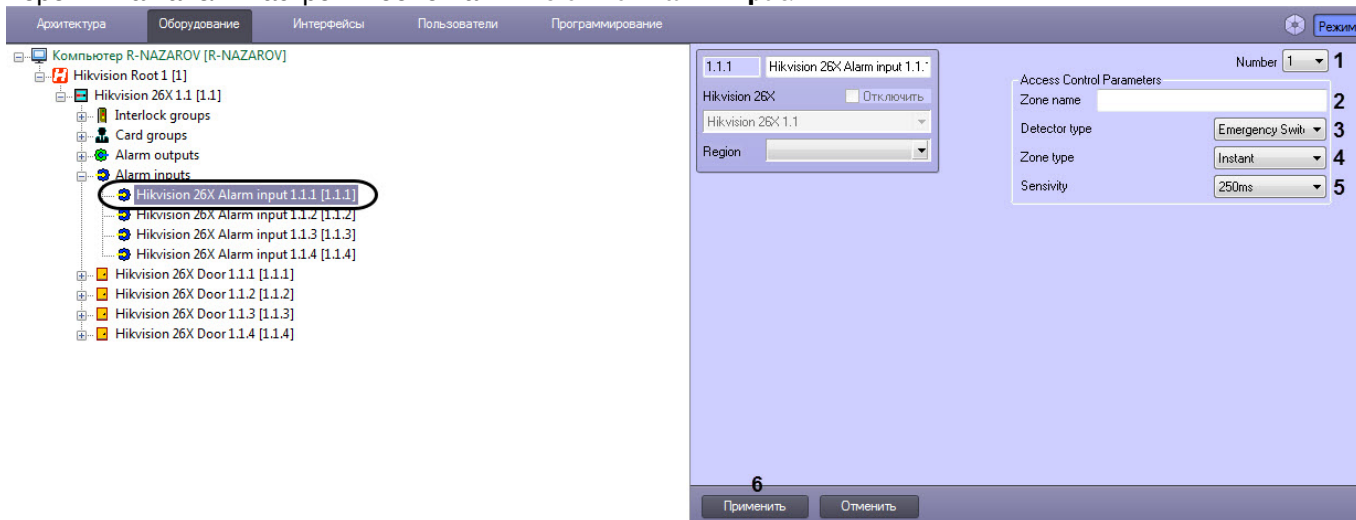 Архитектура Оборудование Интерфейсы Пользователи Программирование Режим
Компьютер R-NAZAROV [R-NAZAROV]
Hikvision Root 1 [1]
Hikvision 26X 1.1 [1.1]
Interlock groups
Card groups
Alarm outputs
Alarm inputs
Hikvision 26X Alarm input 1.1.1 [1.1.1]
Hikvision 26X Alarm input 1.1.2 [1.1.2]
Hikvision 26X Alarm input 1.1.3 [1.1.3]
Hikvision 26X Alarm input 1.1.4 [1.1.4]
Hikvision 26X Door 1.1.1 [1.1.1]
Hikvision 26X Door 1.1.2 [1.1.2]
Hikvision 26X Door 1.1.3 [1.1.3]
Hikvision 26X Door 1.1.4 [1.1.4]
1.1.1 Hikvision 26X Alarm input 1.1.
Hikvision 26X Отключить
Hikvision 26X 1.1
Region
Number 1 1
Access Control Parameters
Zone name 2
Detector type Emergency Swit 3
Zone type Instant 4
Sensivity 250ms 5
6
Применить Отменить